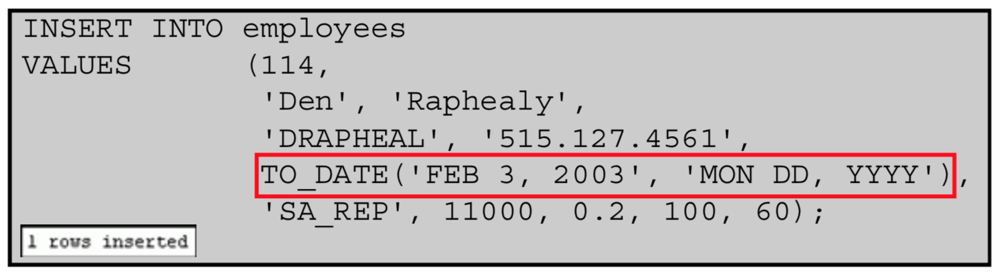 INSERT INTO employees
VALUES (114,
'Den', 'Raphealy',
'DRAPHEAL', '515.127.4561',
TO_DATE('FEB 3, 2003', 'MON DD, YYYY'),
'SA_REP', 11000, 0.2, 100, 60);
1 rows inserted